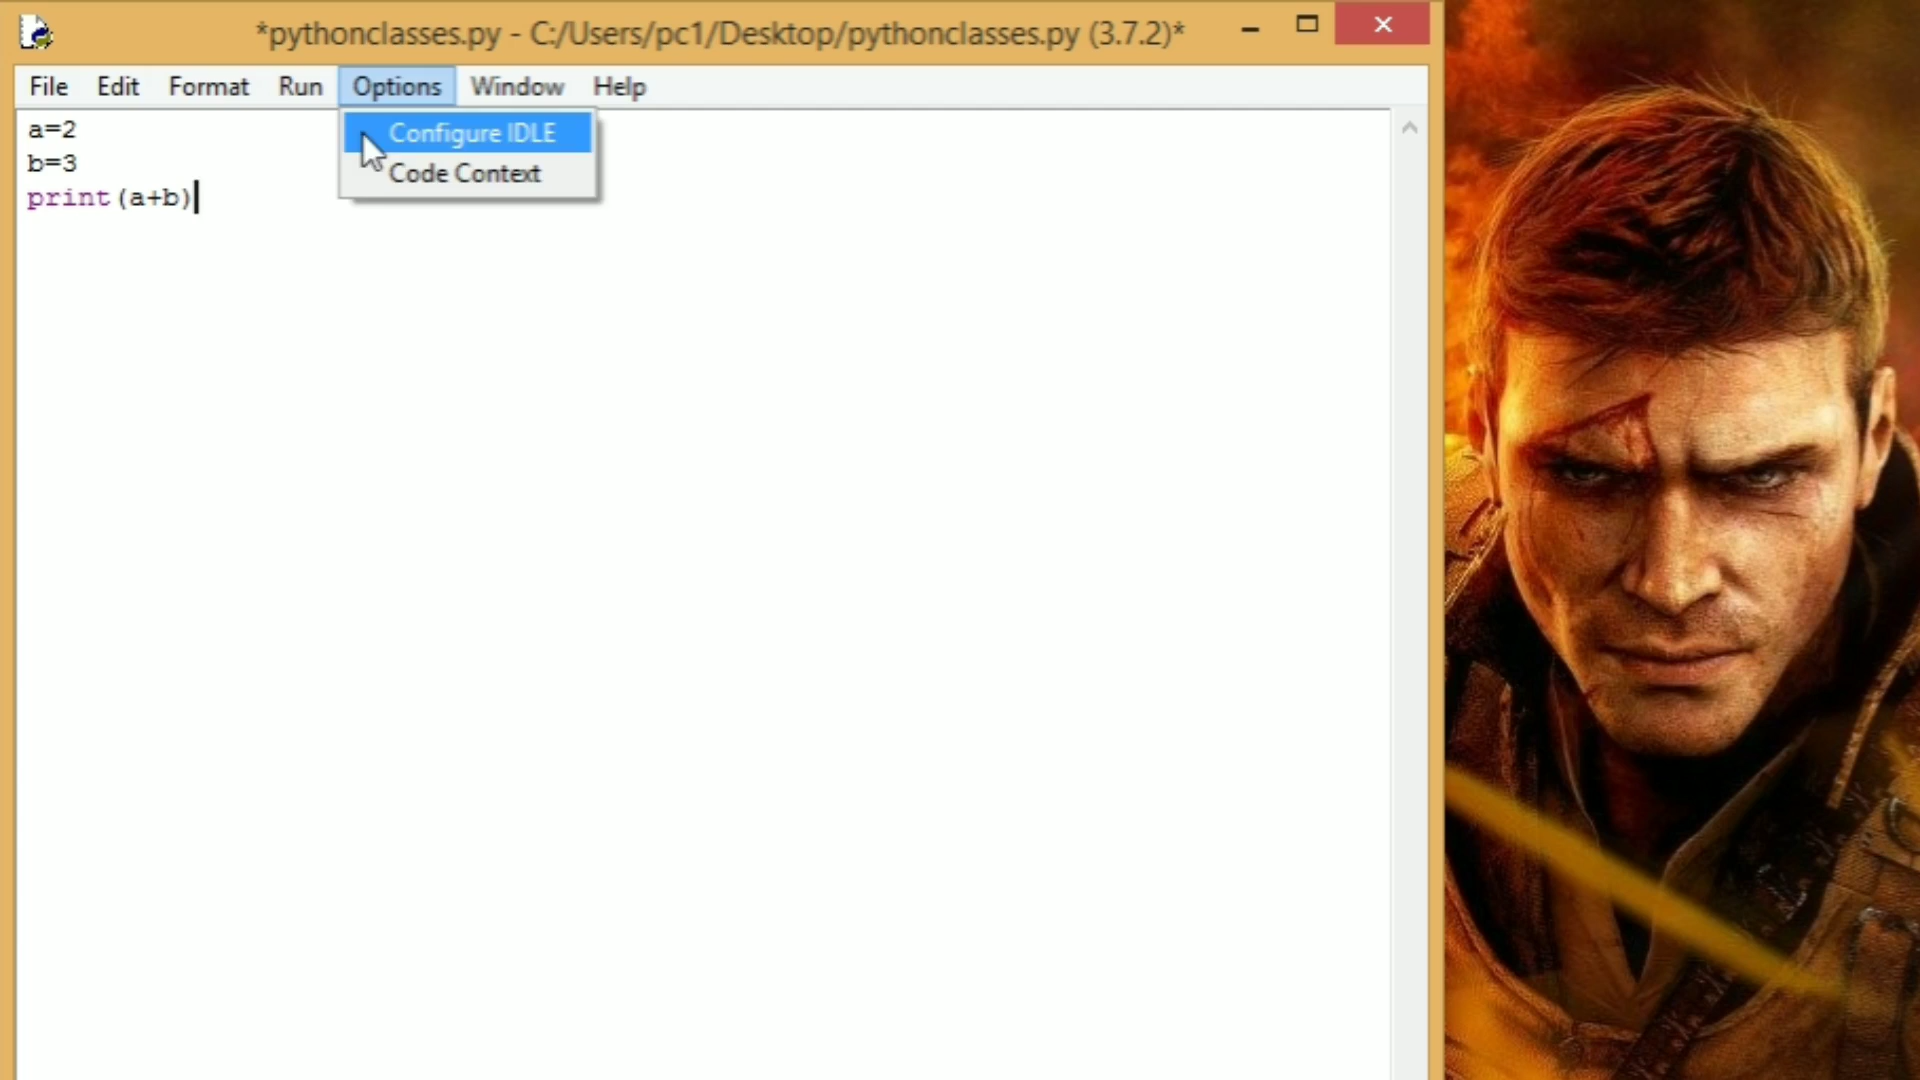 *pythonclasses.py - C:/Users/pc1/Desktop/pythonclasses.py (3.7.2)*
File Edit Format Run Options Window Help
Configure IDLE
Code Context
a=2
b=3
print(a+b)